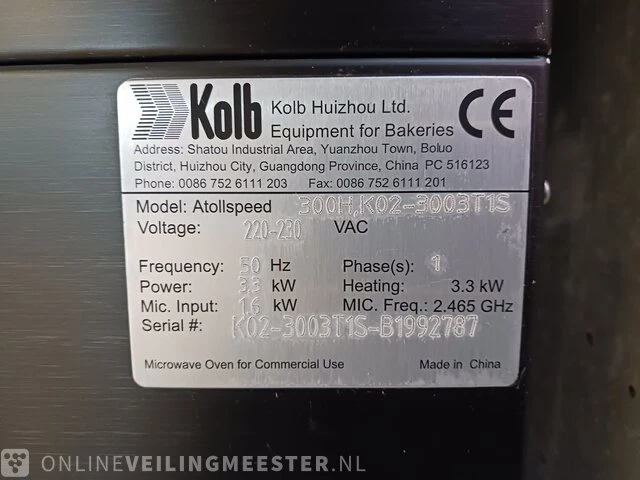 Kolb
Kolb Huizhou Ltd.
Equipment for Bakeries
CE
Address: Shatou Industrial Area, Yuanzhou Town, Boluo
District, Huizhou City, Guangdong Province, China PC 516123
Phone: 0086 752 6111 203 Fax: 0086 752 6111 201
Model: Atollspeed 300H,K02-3003T1S
Voltage: 220-230 VAC
Frequency: 50 Hz Phase(s): 1
Power: 3.3 kW Heating: 3.3 kW
Mic. Input: 1.6 kW MIC. Freq.: 2.465 GHz
Serial #: K02-3003T1S-B1992787
Microwave Oven for Commercial Use Made in China
ONLINEVEILINGMEESTER.NL